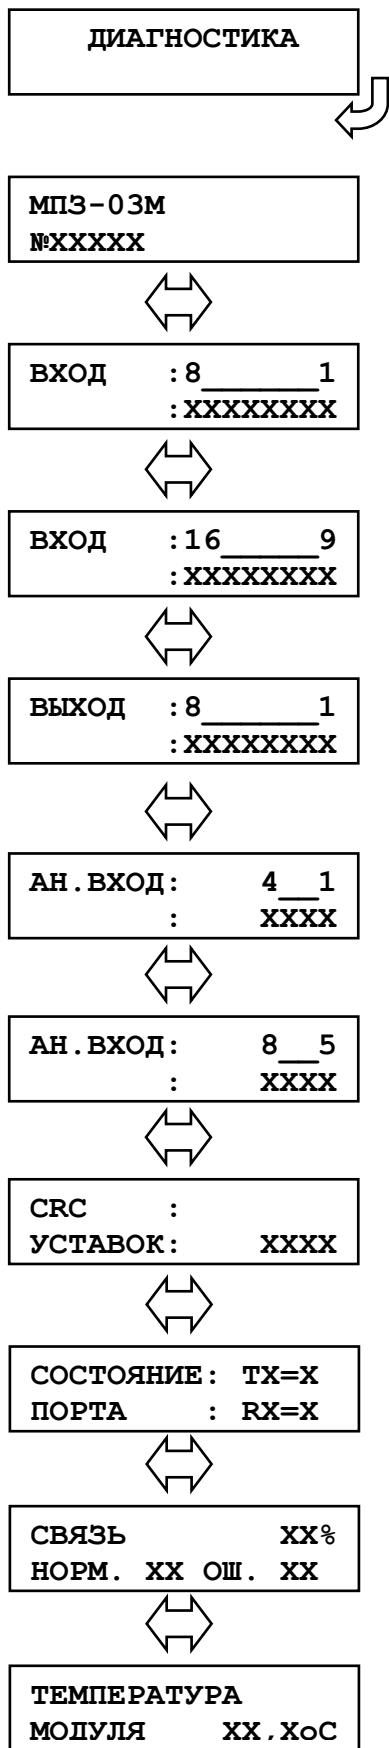 ДИАГНОСТИКА
МПЗ-03М
№XXXXX
ВХОД :8______1
:XXXXXXXX
ВХОД :16_____9
:XXXXXXXX
ВЫХОД :8______1
:XXXXXXXX
АН.ВХОД: 4__1
: XXXX
АН.ВХОД: 8__5
: XXXX
CRC :
УСТАВОК: XXXX
СОСТОЯНИЕ: TX=X
ПОРТА : RX=X
СВЯЗЬ XX%
НОРМ. XX ОШ. XX
ТЕМПЕРАТУРА
МОДУЛЯ XX,XoC